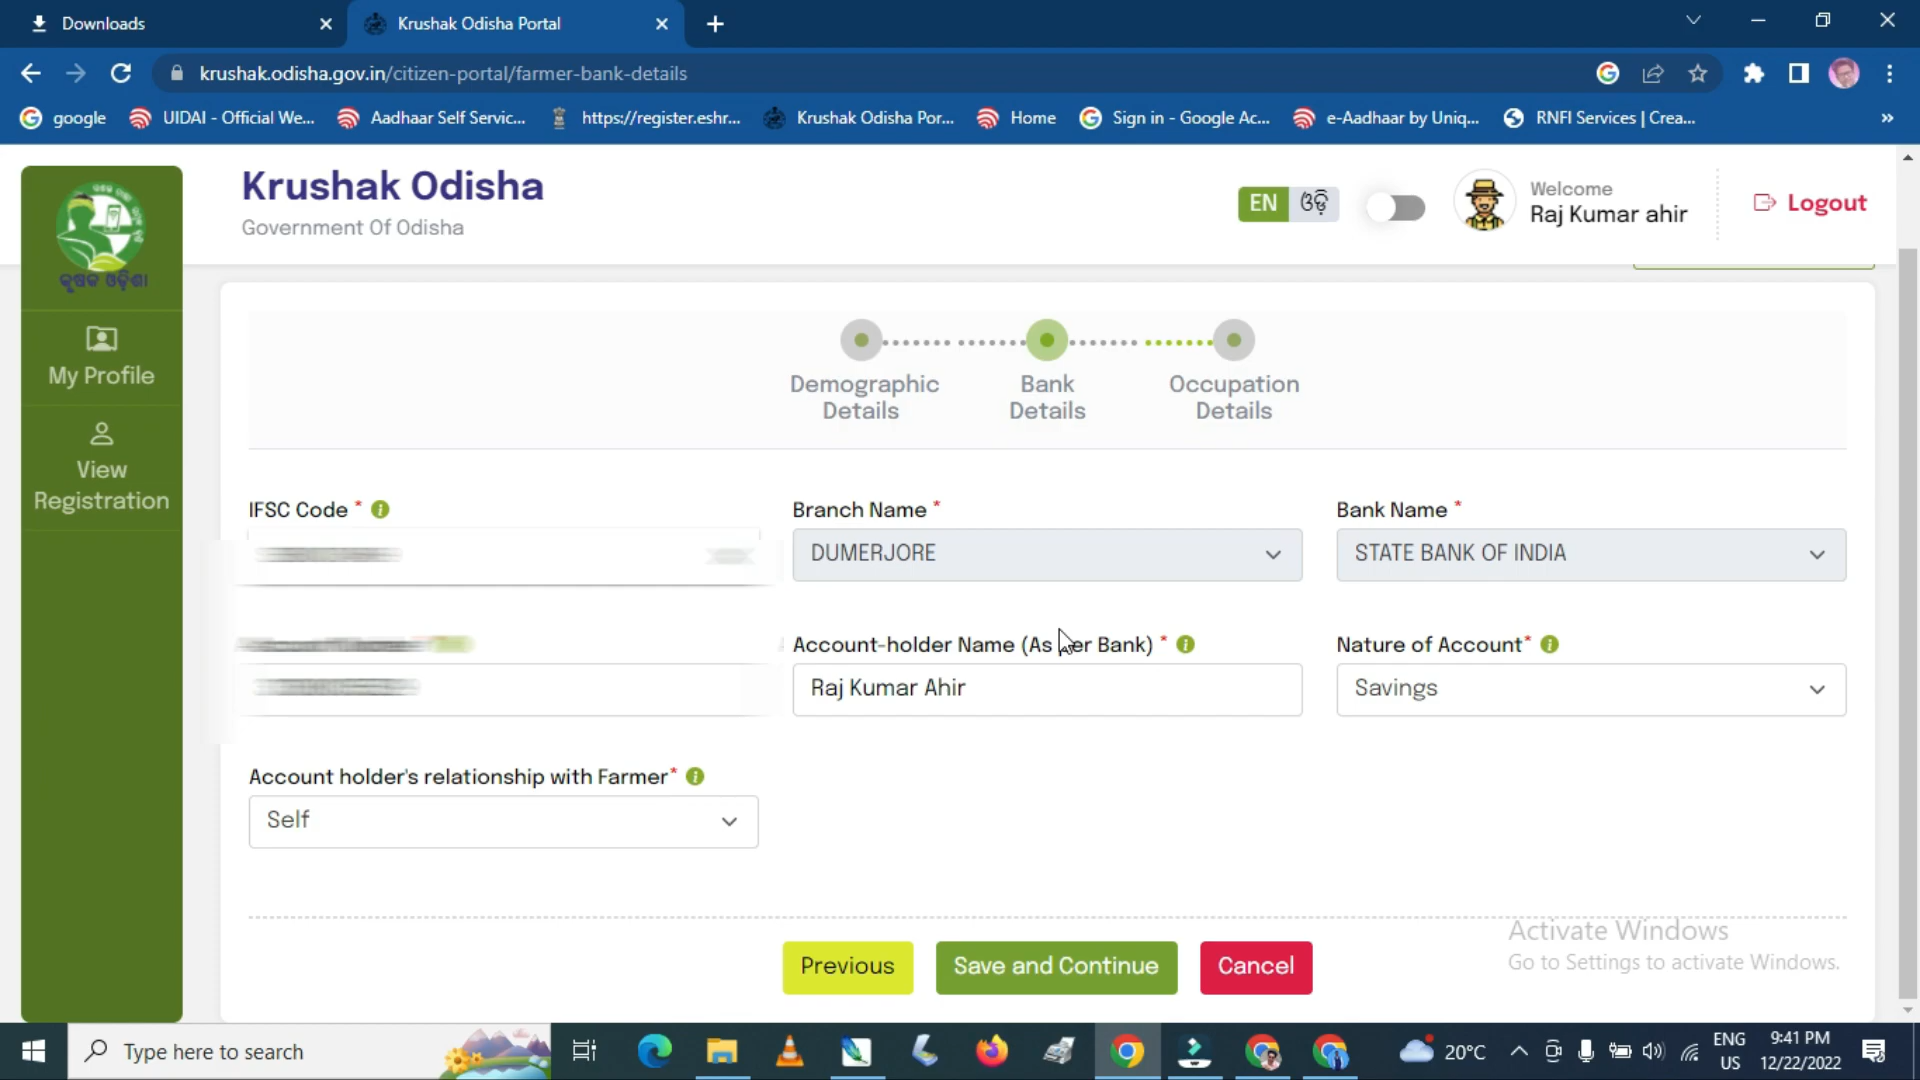 Downloads
Krushak Odisha Portal
krushak.odisha.gov.in/citizen-portal/farmer-bank-details
google
UIDAI - Official We...
Aadhaar Self Servic...
https://register.eshr...
Krushak Odisha Por...
Home
Sign in - Google Ac...
e-Aadhaar by Uniq...
RNFI Services | Crea...
»
କୃଷକ ଓଡ଼ିଶା
Krushak Odisha
Government Of Odisha
EN
ଓଡ଼ି
Welcome
Raj Kumar ahir
Logout
My Profile
View
Registration
Demographic
Details
Bank
Details
Occupation
Details
IFSC Code *
Branch Name *
Bank Name *
DUMERJORE
STATE BANK OF INDIA
Account-holder Name (As Per Bank) *
Nature of Account*
Raj Kumar Ahir
Savings
Account holder's relationship with Farmer*
Self
Previous
Save and Continue
Cancel
Activate Windows
Go to Settings to activate Windows.
Type here to search
20°C
ENG
US
9:41 PM
12/22/2022